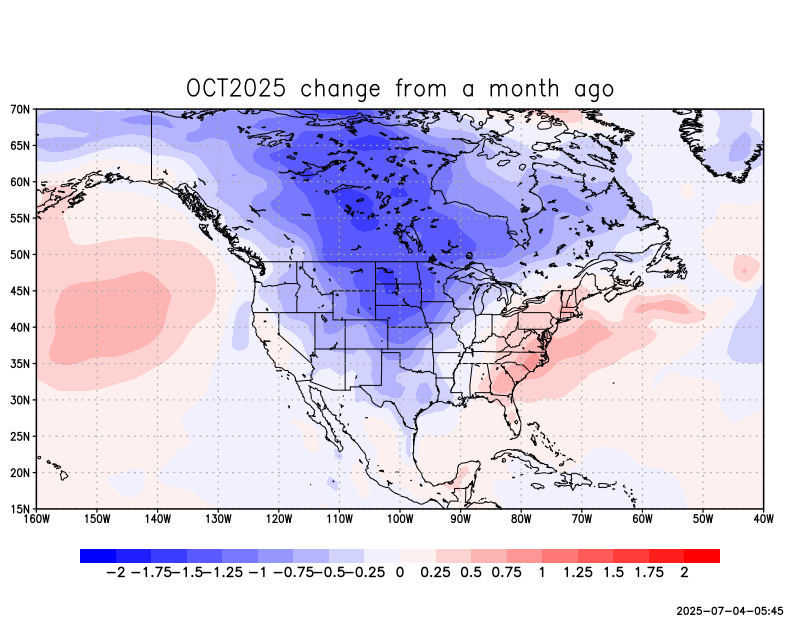 OCT2025 change from a month ago
70N
65N
60N
55N
50N
45N
40N
35N
30N
25N
20N
15N
160W 150W 140W 130W 120W 110W 100W 90W 80W 70W 60W 50W 40W
−2 −1.75 −1.5 −1.25 −1 −0.75 −0.5 −0.25 0 0.25 0.5 0.75 1 1.25 1.5 1.75 2
2025-07-04-05:45